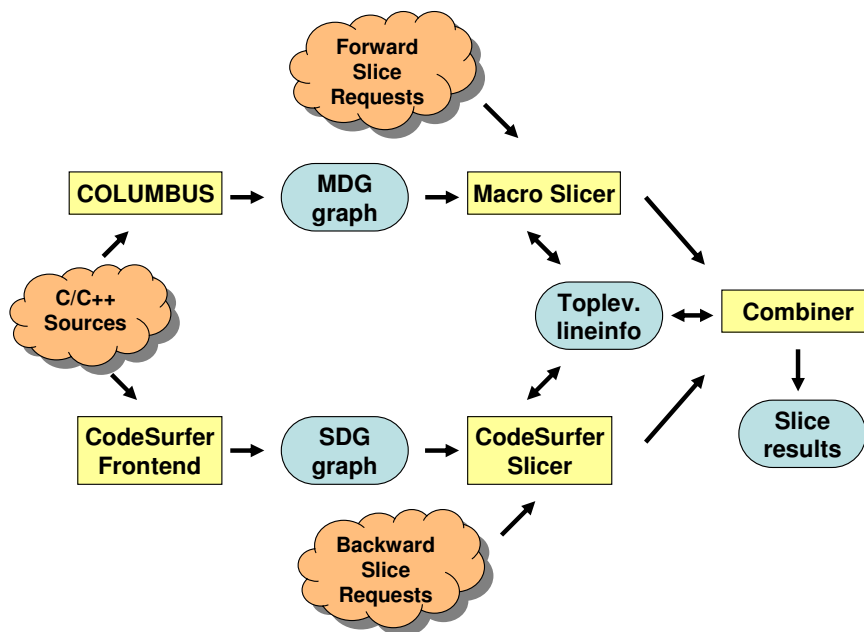 Forward
Slice
Requests
COLUMBUS
MDG
graph
Macro Slicer
C/C++
Sources
Toplev.
lineinfo
Combiner
CodeSurfer
Frontend
SDG
graph
CodeSurfer
Slicer
Slice
results
Backward
Slice
Requests